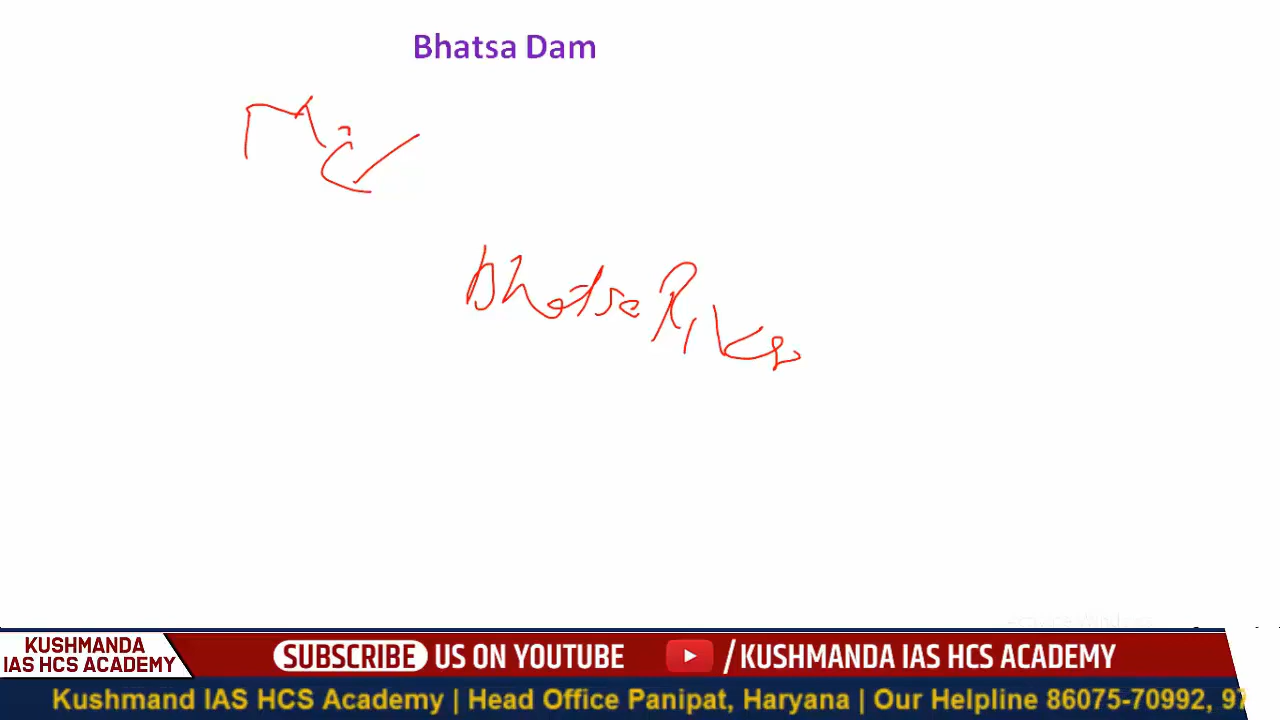 Bhatsa Dam
Bhatsa River
KUSHMANDA
IAS HCS ACADEMY
SUBSCRIBE US ON YOUTUBE
/KUSHMANDA IAS HCS ACADEMY
Kushmand IAS HCS Academy | Head Office Panipat, Haryana | Our Helpline 86075-70992, 97